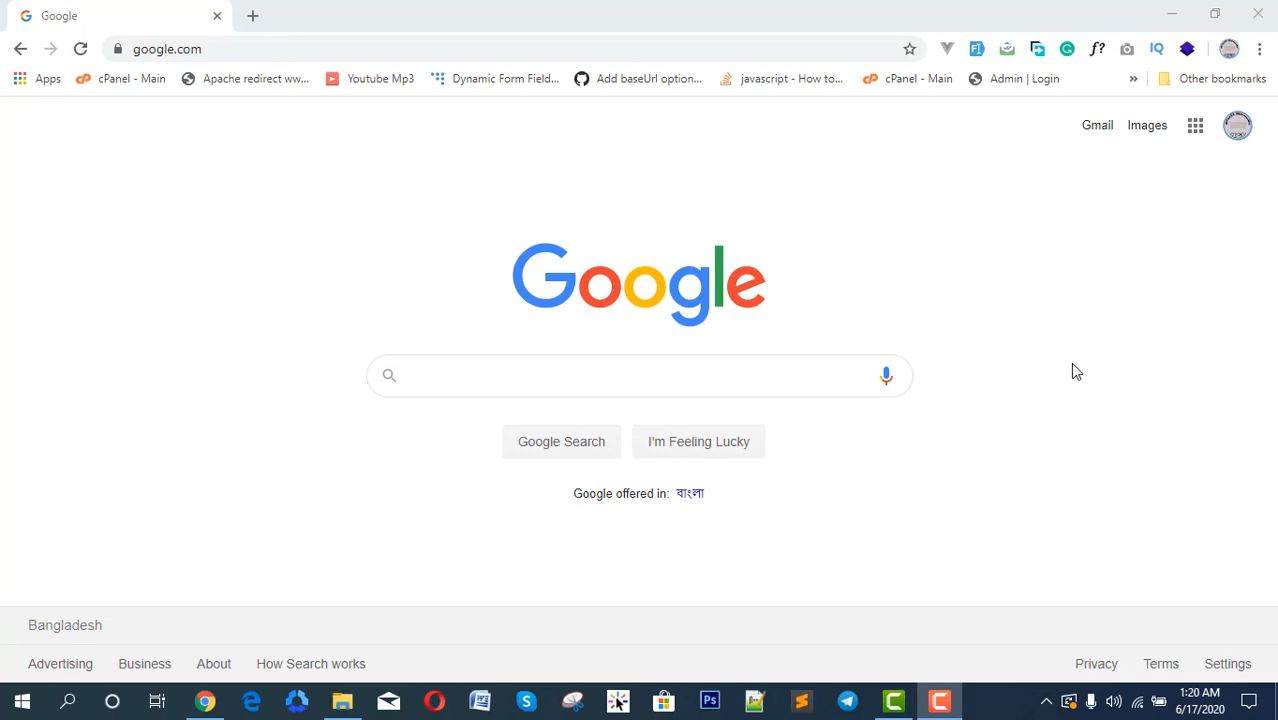 Google
google.com
Apps cPanel - Main Apache redirect ww... Youtube Mp3 Dynamic Form Field... Add baseUrl option... javascript - How to... cPanel - Main Admin | Login » Other bookmarks
Gmail Images
Google
Google Search I'm Feeling Lucky
Google offered in: বাংলা
Bangladesh
Advertising Business About How Search works Privacy Terms Settings
1:20 AM
6/17/2020